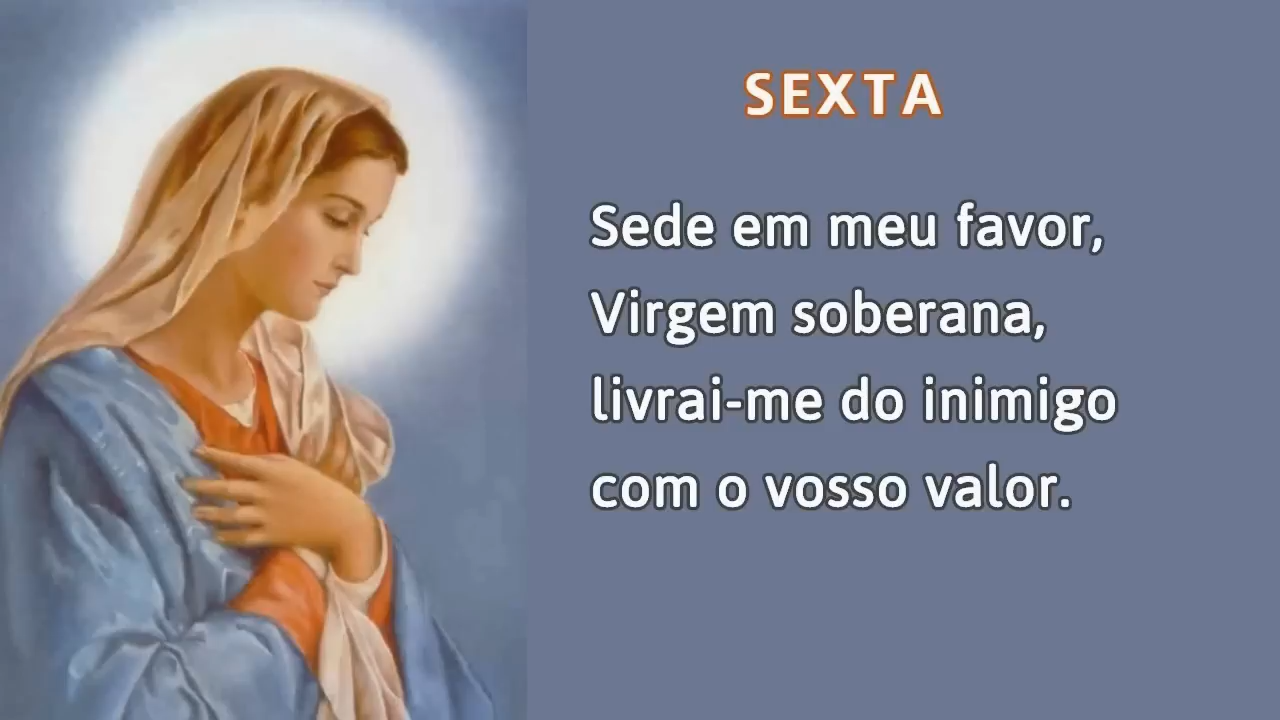 SEXTA
Sede em meu favor,
Virgem soberana,
livrai-me do inimigo
com o vosso valor.